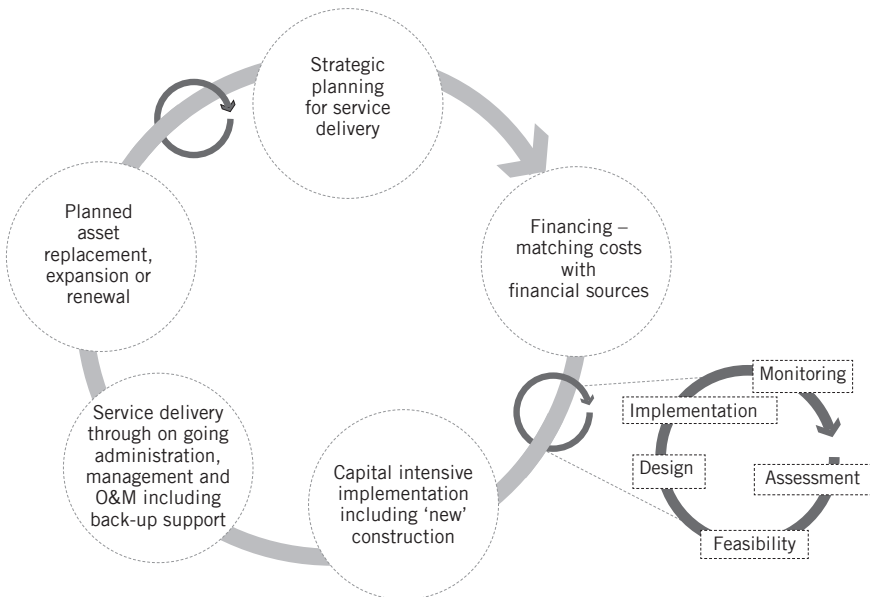 Strategic
planning
for service
delivery
Financing –
matching costs
with
financial sources
Capital intensive
implementation
including ‘new’
construction
Service delivery
through on going
administration,
management and
O&M including
back-up support
Planned
asset
replacement,
expansion or
renewal
Monitoring
Implementation
Design
Assessment
Feasibility